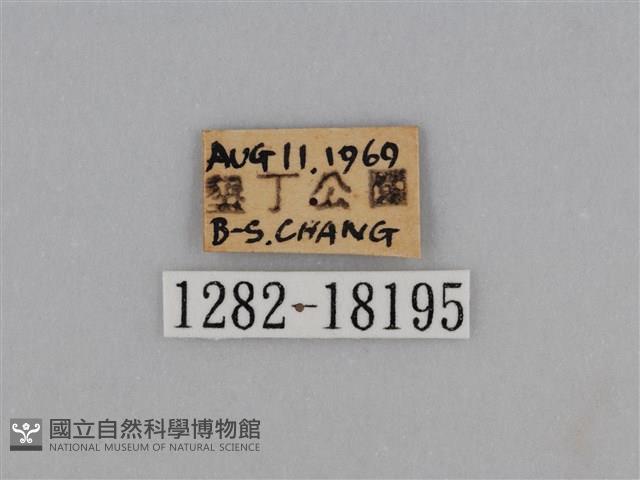 AUG 11.1969
墾丁公園
B-S.CHANG
1282-18195
國立自然科學博物館
NATIONAL MUSEUM OF NATURAL SCIENCE